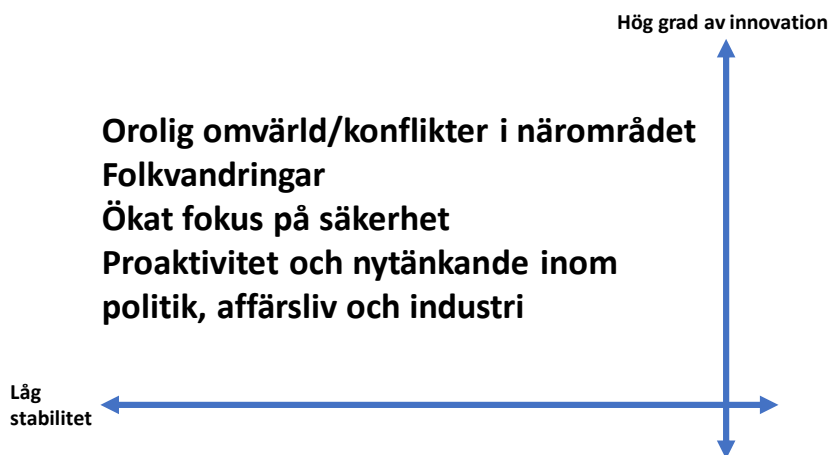 Hög grad av innovation
Orolig omvärld/konflikter i närområdet
Folkvandringar
Ökat fokus på säkerhet
Proaktivitet och nytänkande inom
politik, affärsliv och industri
Låg
stabilitet